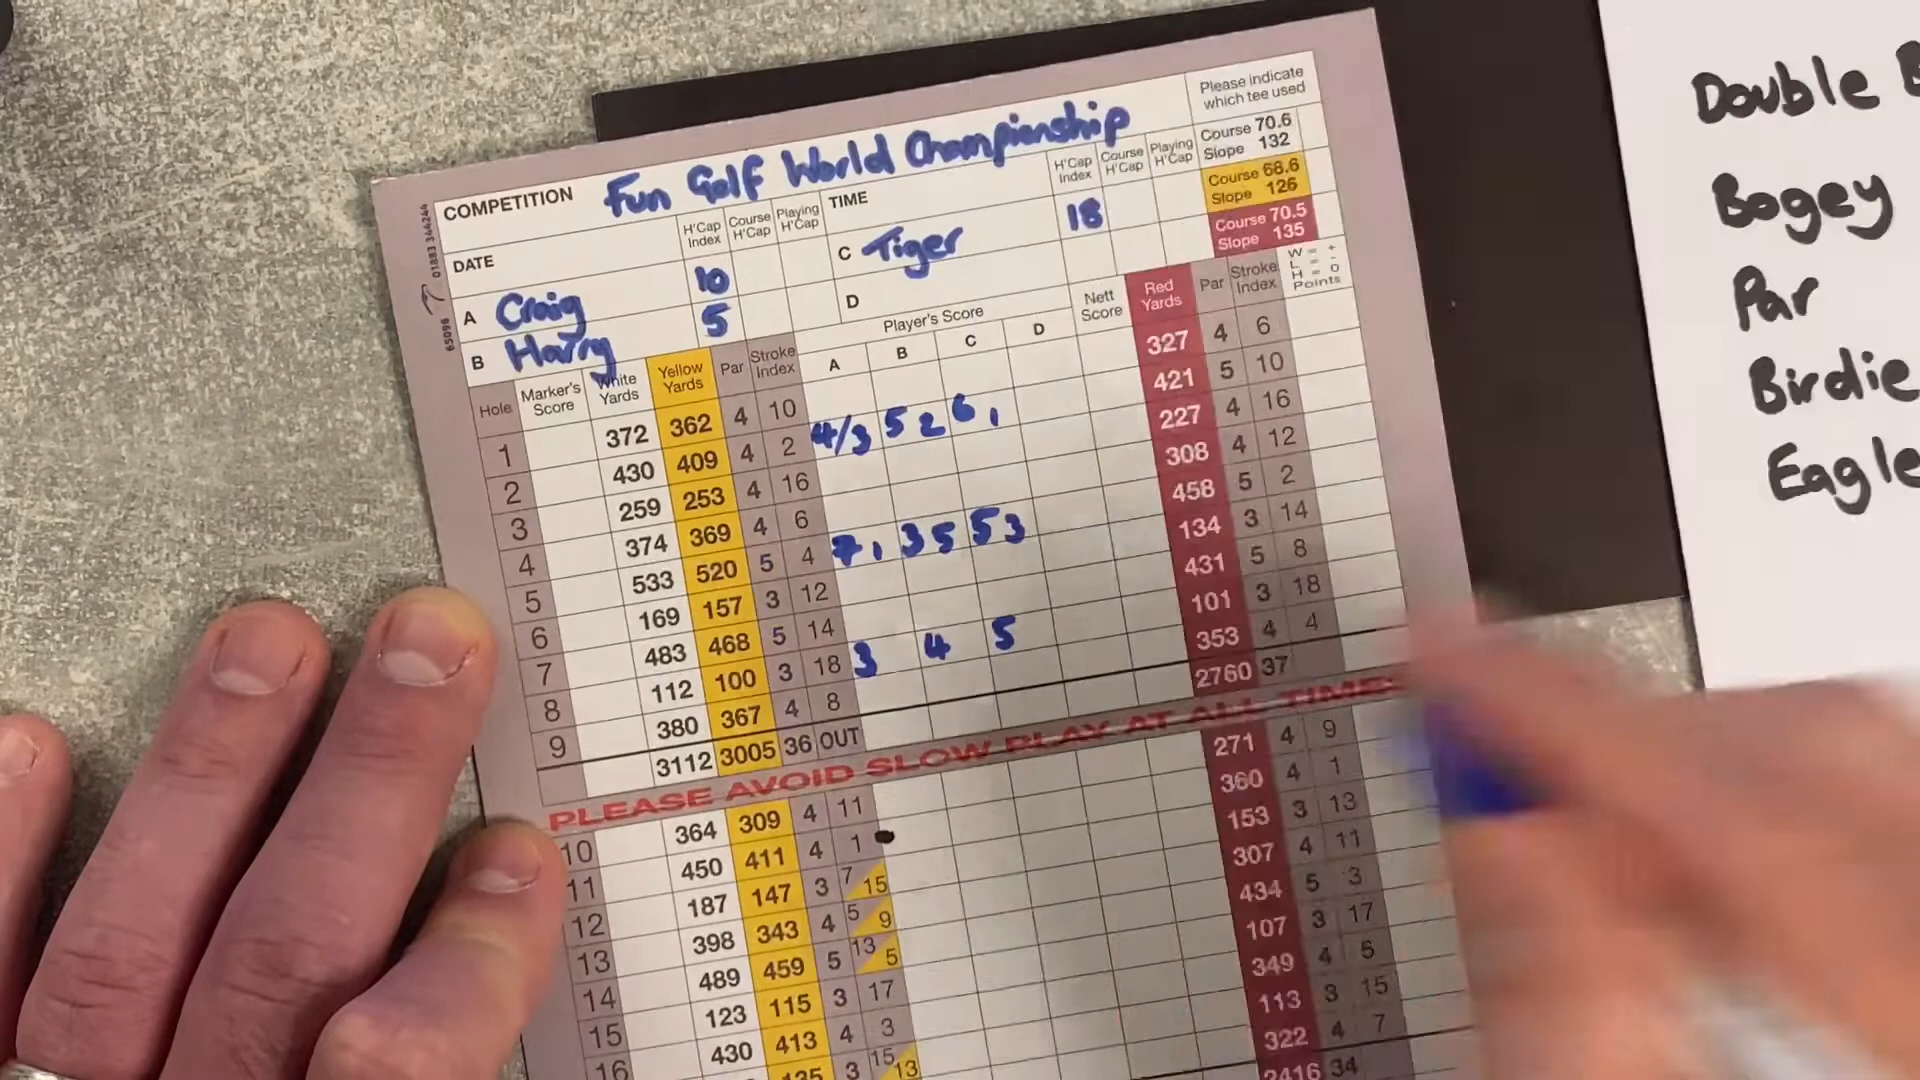 Please indicate which tee used
COMPETITION Fun Golf World Championship
Course 70.6 Slope 132
DATE H'Cap Index Course H'Cap Playing H'Cap TIME H'Cap Index Course H'Cap Playing H'Cap Course 68.6 Slope 126
Course 70.5 Slope 135
A Craig 10 C Tiger 18
B Harry 5 D
65096 01883 344244
Hole Marker's Score White Yards Yellow Yards Par Stroke Index Player's Score Nett Score Red Yards Par Stroke Index W = + L = - H = 0 Points
A B C D
1 372 362 4 10 4/3 5 2 6 1 327 4 6
2 430 409 4 2 421 5 10
3 259 253 4 16 227 4 16
4 374 369 4 6 7 1 3 5 5 3 308 4 12
5 533 520 5 4 458 5 2
6 169 157 3 12 134 3 14
7 483 468 5 14 3 4 5 431 5 8
8 112 100 3 18 101 3 18
9 380 367 4 8 353 4 4
3112 3005 36 OUT 2760 37
PLEASE AVOID SLOW PLAY AT ALL TIMES
10 364 309 4 11 271 4 9
11 450 411 4 1 360 4 1
12 187 147 3 7 15 153 3 13
13 398 343 4 5 9 307 4 11
14 489 459 5 13 5 434 5 3
15 123 115 3 17 107 3 17
16 430 413 4 3 349 4 5
135 3 15 13 113 3 15
322 4 7
2416 34
Double
Bogey
Par
Birdie
Eagle